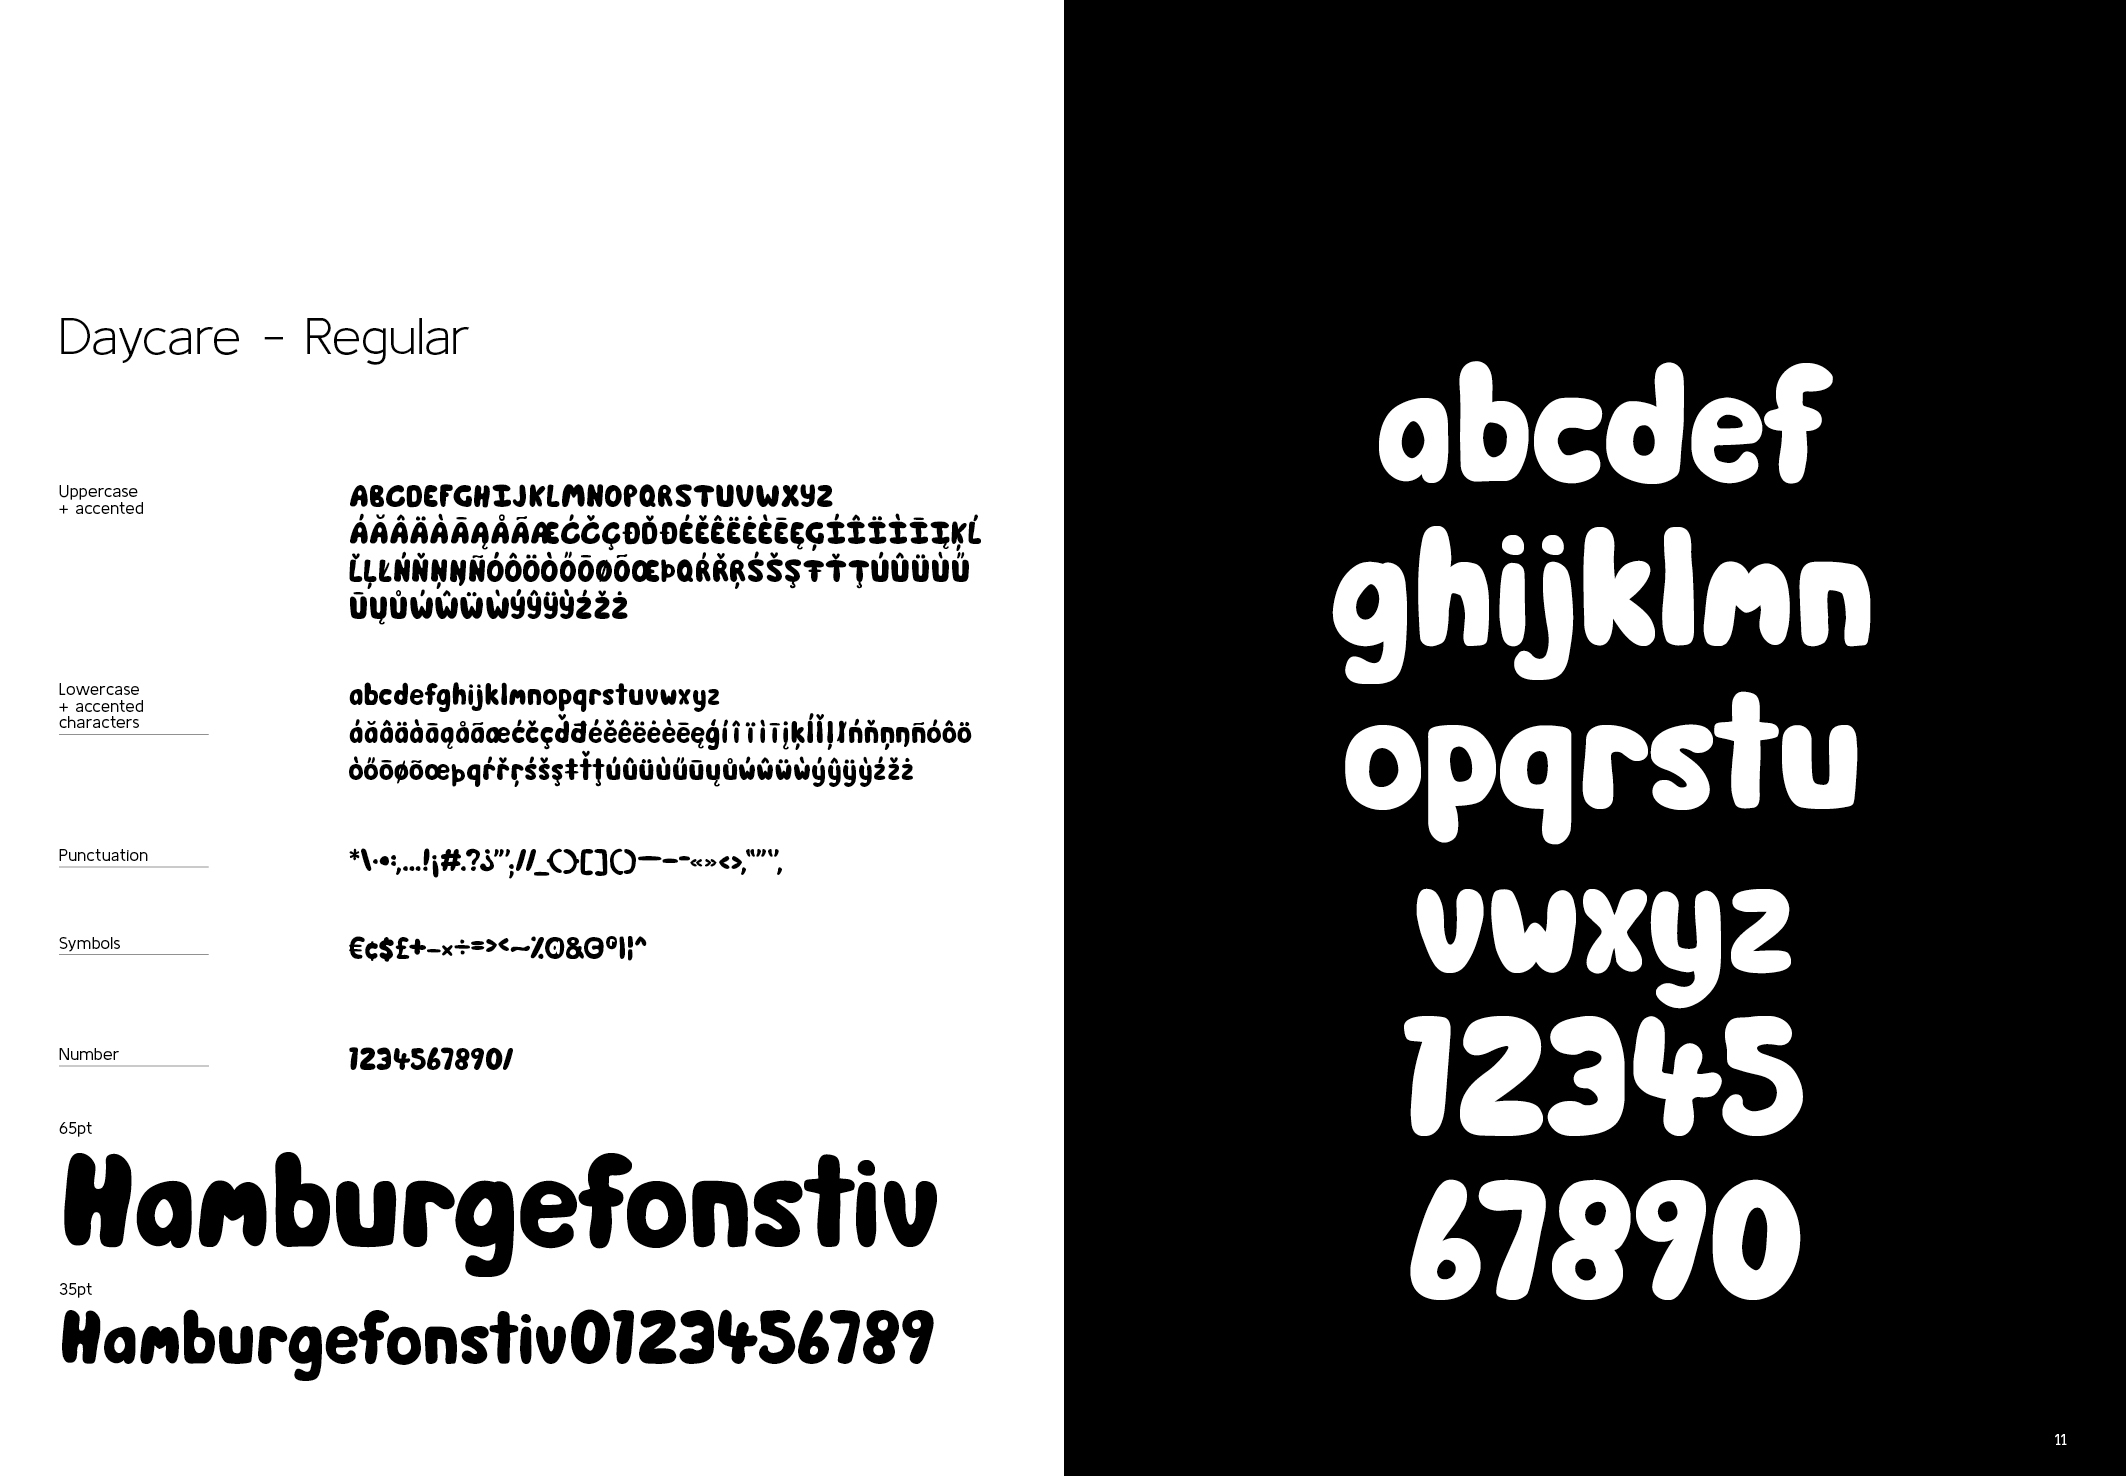 Daycare - Regular
Uppercase
+ accented
ABCDEFGHIJKLMNOPQRSTUVWXYZ
ÁĂÂÄÀĀĄÅÃÆĆČÇĐĎÐÉĚÊËĖÈĒĘĢÍÎÏİÌĪĮĶĹ
ĽĻŁŃŇŅŊÑÓÔÖÒŐŌØÕŒÞQŔŘŖŚŠŞŦŤŢÚÛÜÙŰ
ŪŲŮẂŴẄẀÝŶŸỲŹŽŻ
Lowercase
+ accented
characters
abcdefghijklmnopqrstuvwxyz
áăâäàāąåãæćčçďđéěêëėèēęģíîïìīįķĺľļłńňņŋñóôö
òőōøõœþqŕřŗśšşŧťţúûüùűūųůẃŵẅẁýŷÿỳźžż
Punctuation
*\·•:,...!¡#.?¿"'';//_{}[]()—–-«»<>‚"""'',
Symbols
€¢$£+−×÷=><~%@&
Number
1234567890/
65pt
Hamburgefonstiv
35pt
Hamburgefonstiv0123456789
abcdef
ghijklmn
opqrstu
vwxyz
12345
67890
11